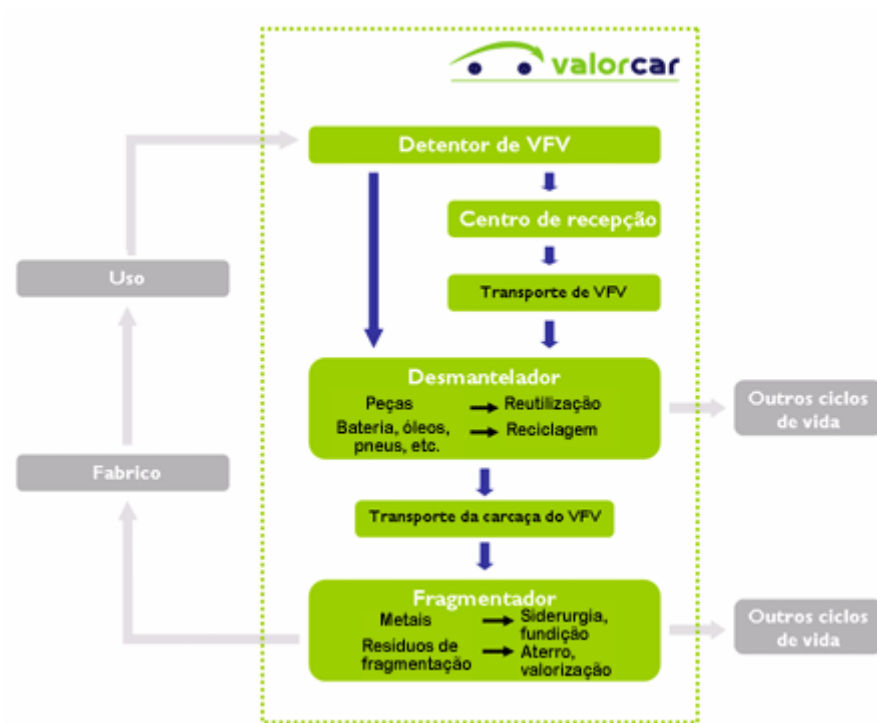 valorcar
Detentor de VFV
Centro de recepção
Uso
Transporte de VFV
Desmantelador
Peças
Reutilização
Bateria, óleos,
pneus, etc.
Reciclagem
Outros ciclos
de vida
Fabrico
Transporte da carcaça do VFV
Fragmentador
Metais
Siderurgia,
fundição
Resíduos de
fragmentação
Aterro,
valorização
Outros ciclos
de vida